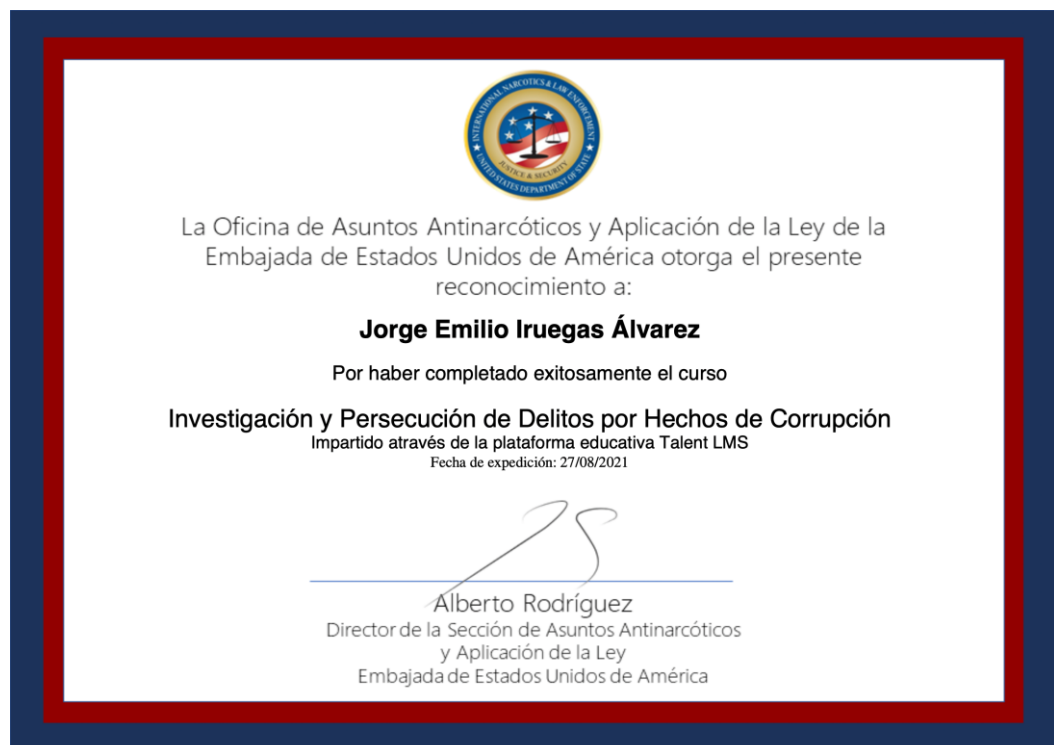 INTERNATIONAL NARCOTICS & LAW ENFORCEMENT
JUSTICE & SECURITY
UNITED STATES DEPARTMENT OF STATE
La Oficina de Asuntos Antinarcóticos y Aplicación de la Ley de la
Embajada de Estados Unidos de América otorga el presente
reconocimiento a:
Jorge Emilio Iruegas Álvarez
Por haber completado exitosamente el curso
Investigación y Persecución de Delitos por Hechos de Corrupción
Impartido através de la plataforma educativa Talent LMS
Fecha de expedición: 27/08/2021
Alberto Rodríguez
Director de la Sección de Asuntos Antinarcóticos
y Aplicación de la Ley
Embajada de Estados Unidos de América